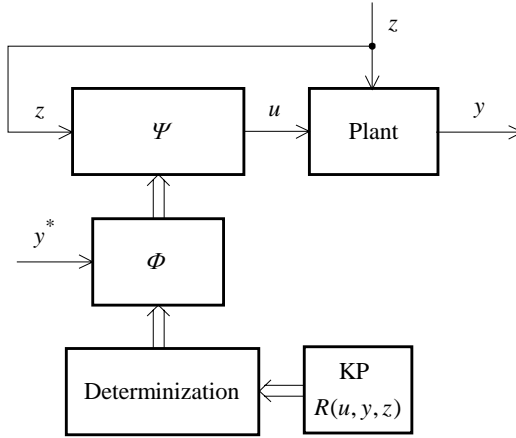 z
z
Ψ
u
Plant
y
y*
Φ
Determinization
KP
R(u, y, z)